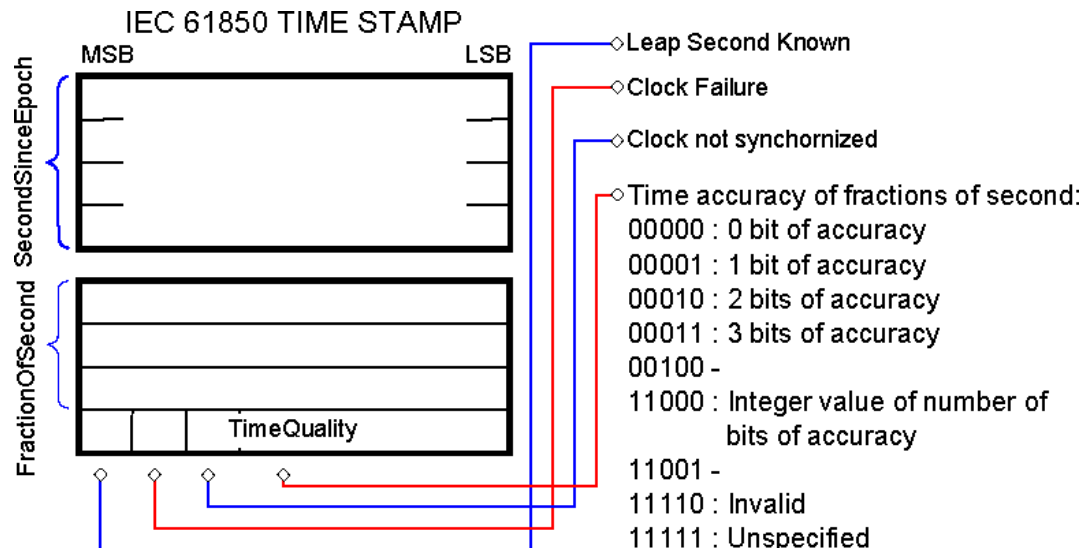 IEC 61850 TIME STAMP
MSB
LSB
SecondSinceEpoch
FractionOfSecond
TimeQuality
Leap Second Known
Clock Failure
Clock not synchornized
Time accuracy of fractions of second:
00000 : 0 bit of accuracy
00001 : 1 bit of accuracy
00010 : 2 bits of accuracy
00011 : 3 bits of accuracy
00100 -
11000 : Integer value of number of
bits of accuracy
11001 -
11110 : Invalid
11111 : Unspecified